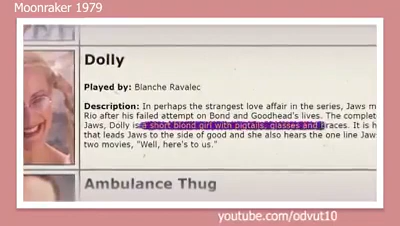 Moonraker 1979
Dolly
Played by: Blanche Ravalec
Description: In perhaps the strangest love affair in the series, Jaws m
Rio after his failed attempt on Bond and Goodhead's lives. The complet
Jaws, Dolly is a short blond girl with pigtails, glasses and braces. It is h
that leads Jaws to the side of good and she also hears the one line Jaw
two movies, "Well, here's to us."
Ambulance Thug
youtube.com/odvut10